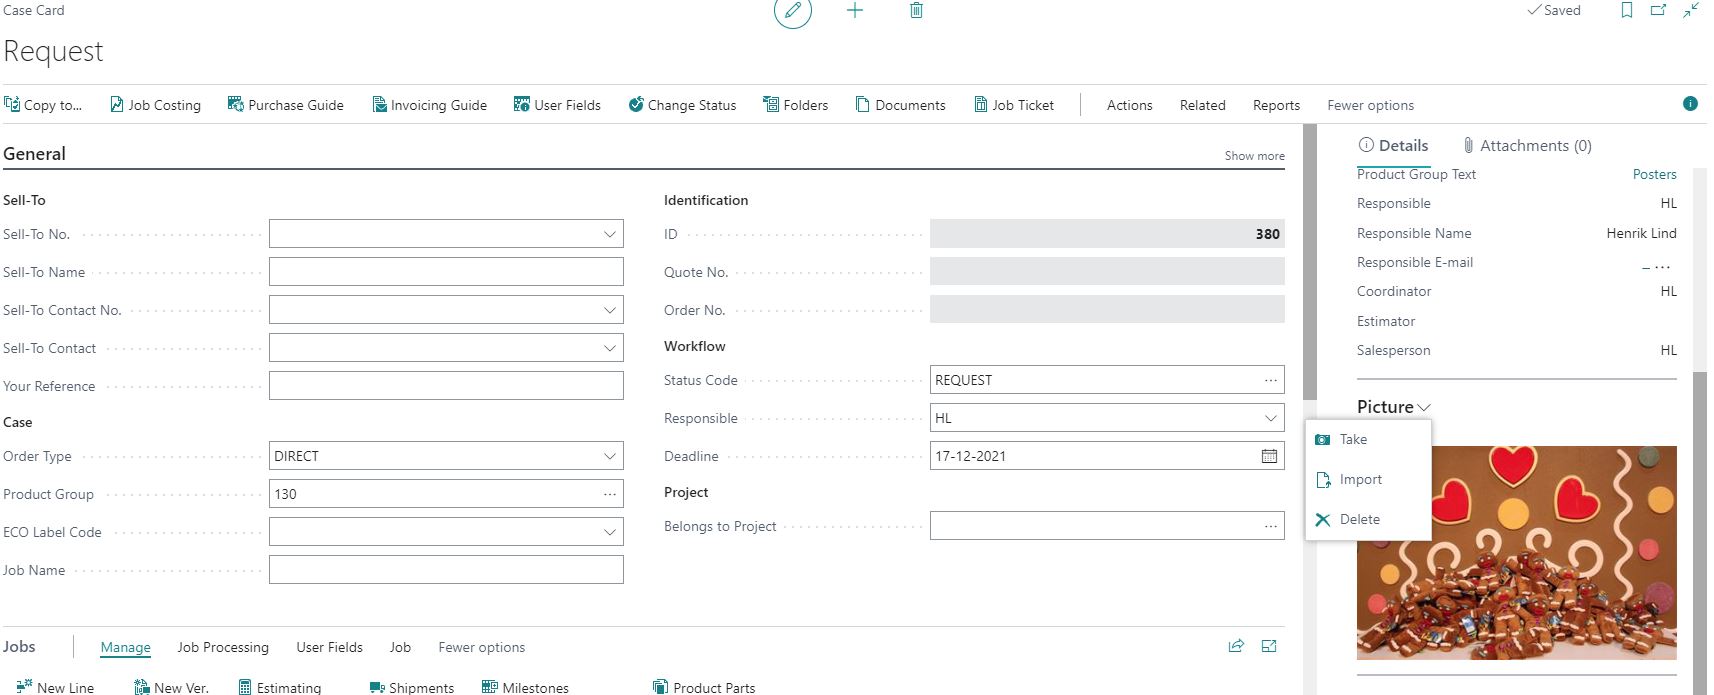 Case Card
Saved
Request
Copy to...
Job Costing
Purchase Guide
Invoicing Guide
User Fields
Change Status
Folders
Documents
Job Ticket
Actions
Related
Reports
Fewer options
General
Show more
Sell-To
Sell-To No.
Sell-To Name
Sell-To Contact No.
Sell-To Contact
Your Reference
Case
Order Type DIRECT
Product Group 130 ...
ECO Label Code
Job Name
Identification
ID 380
Quote No.
Order No.
Workflow
Status Code REQUEST ...
Responsible HL
Deadline 17-12-2021
Project
Belongs to Project ...
Details
Attachments (0)
Product Group Text Posters
Responsible HL
Responsible Name Henrik Lind
Responsible E-mail _ ...
Coordinator HL
Estimator
Salesperson HL
Picture
Take
Import
Delete
Jobs
Manage
Job Processing
User Fields
Job
Fewer options
New Line
New Ver.
Estimating
Shipments
Milestones
Product Parts